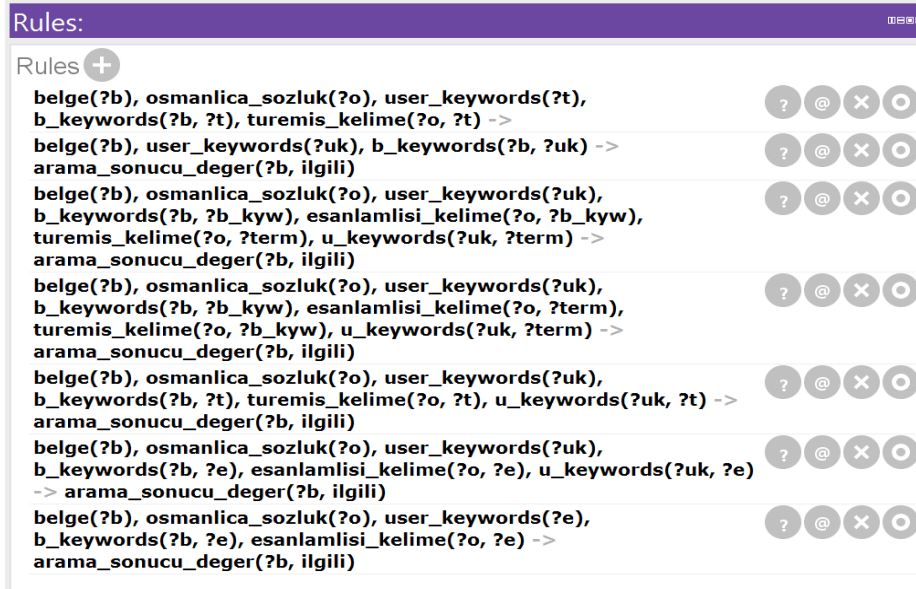 Rules:
Rules
belge(?b), osmanlica_sozluk(?o), user_keywords(?t),
b_keywords(?b, ?t), turemis_kelime(?o, ?t) ->
belge(?b), user_keywords(?uk), b_keywords(?b, ?uk) ->
arama_sonucu_deger(?b, ilgili)
belge(?b), osmanlica_sozluk(?o), user_keywords(?uk),
b_keywords(?b, ?b_kyw), esanlamlisi_kelime(?o, ?b_kyw),
turemis_kelime(?o, ?term), u_keywords(?uk, ?term) ->
arama_sonucu_deger(?b, ilgili)
belge(?b), osmanlica_sozluk(?o), user_keywords(?uk),
b_keywords(?b, ?b_kyw), esanlamlisi_kelime(?o, ?term),
turemis_kelime(?o, ?b_kyw), u_keywords(?uk, ?term) ->
arama_sonucu_deger(?b, ilgili)
belge(?b), osmanlica_sozluk(?o), user_keywords(?uk),
b_keywords(?b, ?t), turemis_kelime(?o, ?t), u_keywords(?uk, ?t) ->
arama_sonucu_deger(?b, ilgili)
belge(?b), osmanlica_sozluk(?o), user_keywords(?uk),
b_keywords(?b, ?e), esanlamlisi_kelime(?o, ?e), u_keywords(?uk, ?e)
-> arama_sonucu_deger(?b, ilgili)
belge(?b), osmanlica_sozluk(?o), user_keywords(?e),
b_keywords(?b, ?e), esanlamlisi_kelime(?o, ?e) ->
arama_sonucu_deger(?b, ilgili)